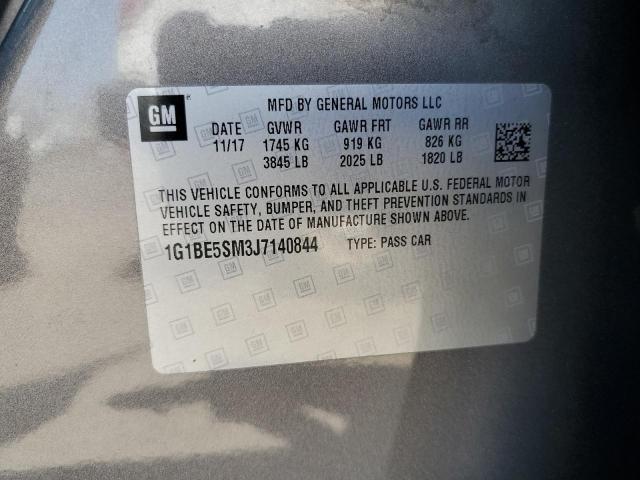 GM
MFD BY GENERAL MOTORS LLC
DATE GVWR GAWR FRT GAWR RR
11/17 1745 KG 919 KG 826 KG
3845 LB 2025 LB 1820 LB
THIS VEHICLE CONFORMS TO ALL APPLICABLE U.S. FEDERAL MOTOR
VEHICLE SAFETY, BUMPER, AND THEFT PREVENTION STANDARDS IN
EFFECT ON THE DATE OF MANUFACTURE SHOWN ABOVE.
1G1BE5SM3J7140844 TYPE: PASS CAR